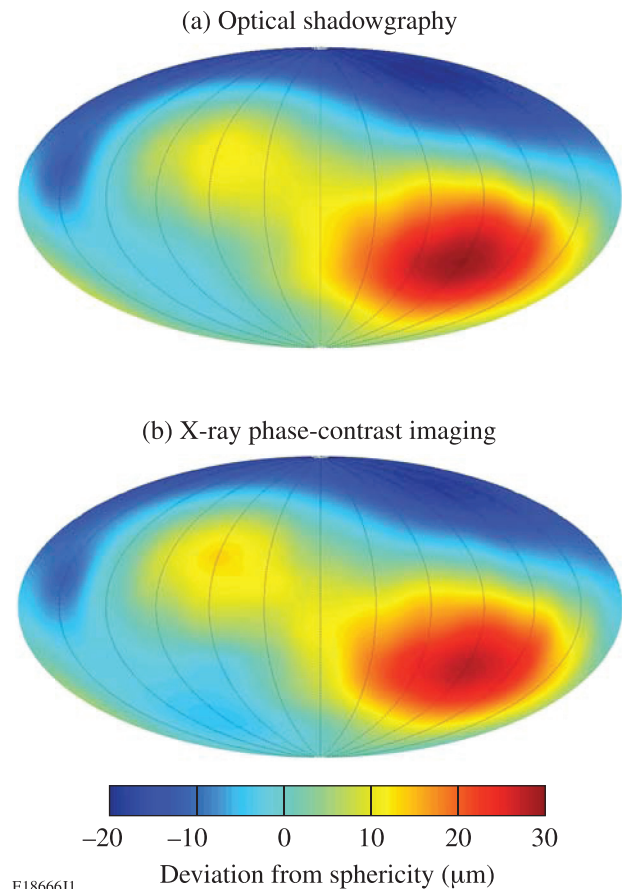 (a) Optical shadowgraphy
(b) X-ray phase-contrast imaging
–20 –10 0 10 20 30
Deviation from sphericity (μm)
E18666J1